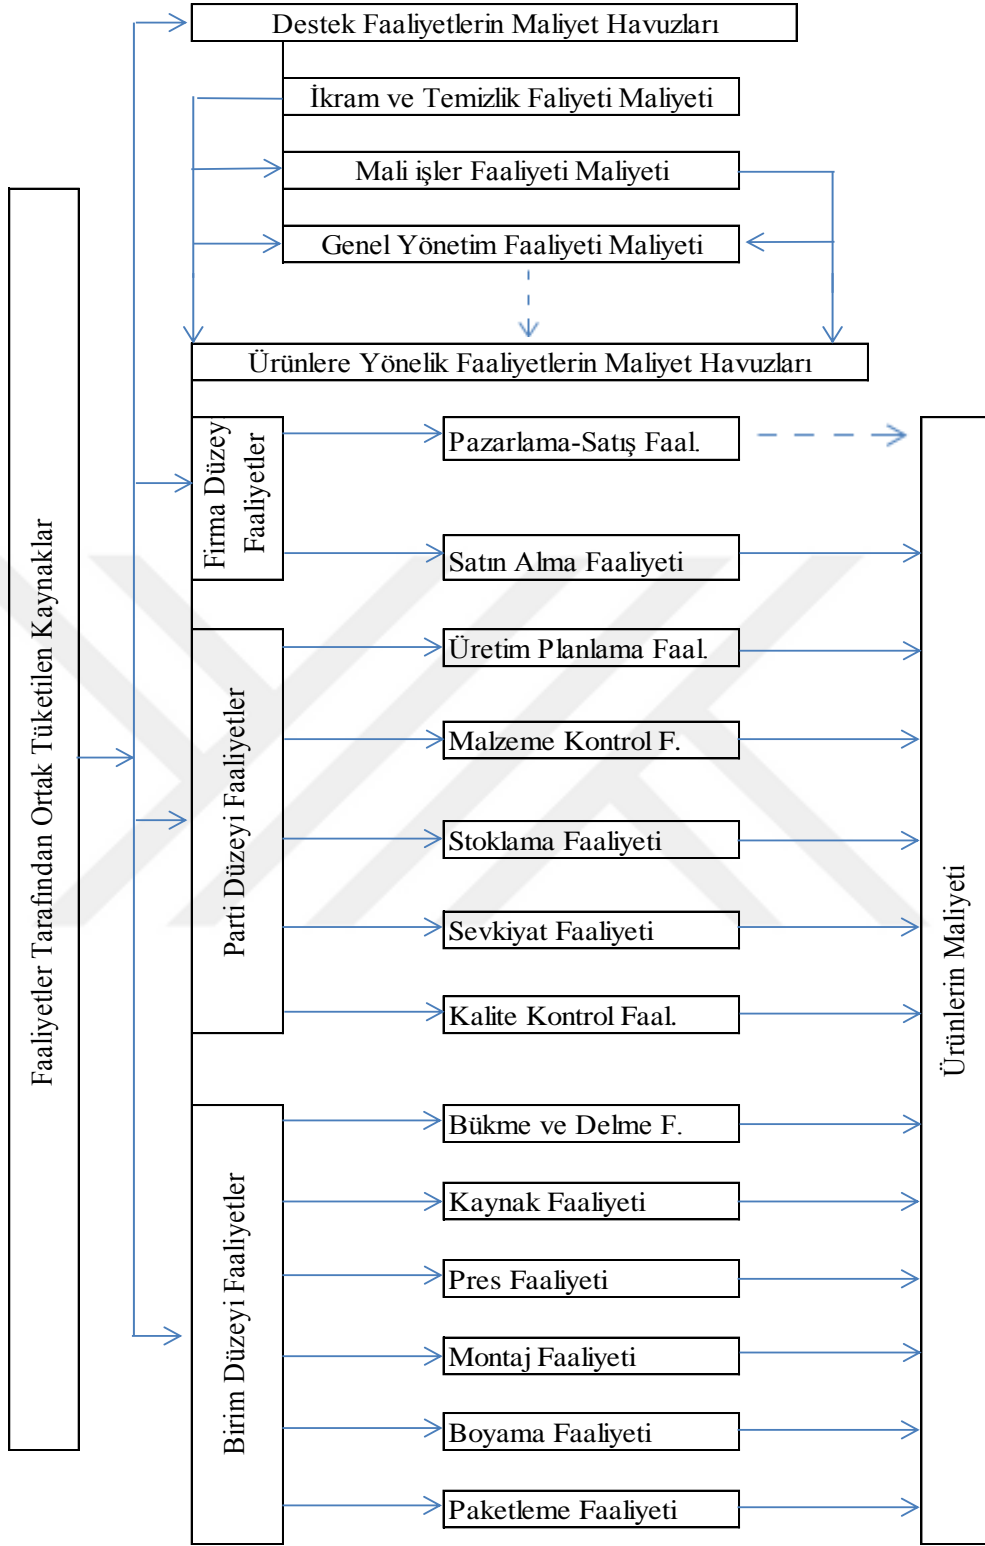 Destek Faaliyetlerin Maliyet Havuzları
İkram ve Temizlik Faliyeti Maliyeti
Mali işler Faaliyeti Maliyeti
Genel Yönetim Faaliyeti Maliyeti
Ürünlere Yönelik Faaliyetlerin Maliyet Havuzları
Faaliyetler Tarafından Ortak Tüketilen Kaynaklar
Firma Düzey
Faaliyetler
Pazarlama-Satış Faal.
Satın Alma Faaliyeti
Parti Düzeyi Faaliyetler
Üretim Planlama Faal.
Malzeme Kontrol F.
Stoklama Faaliyeti
Sevkiyat Faaliyeti
Kalite Kontrol Faal.
Birim Düzeyi Faaliyetler
Bükme ve Delme F.
Kaynak Faaliyeti
Pres Faaliyeti
Montaj Faaliyeti
Boyama Faaliyeti
Paketleme Faaliyeti
Ürünlerin Maliyeti